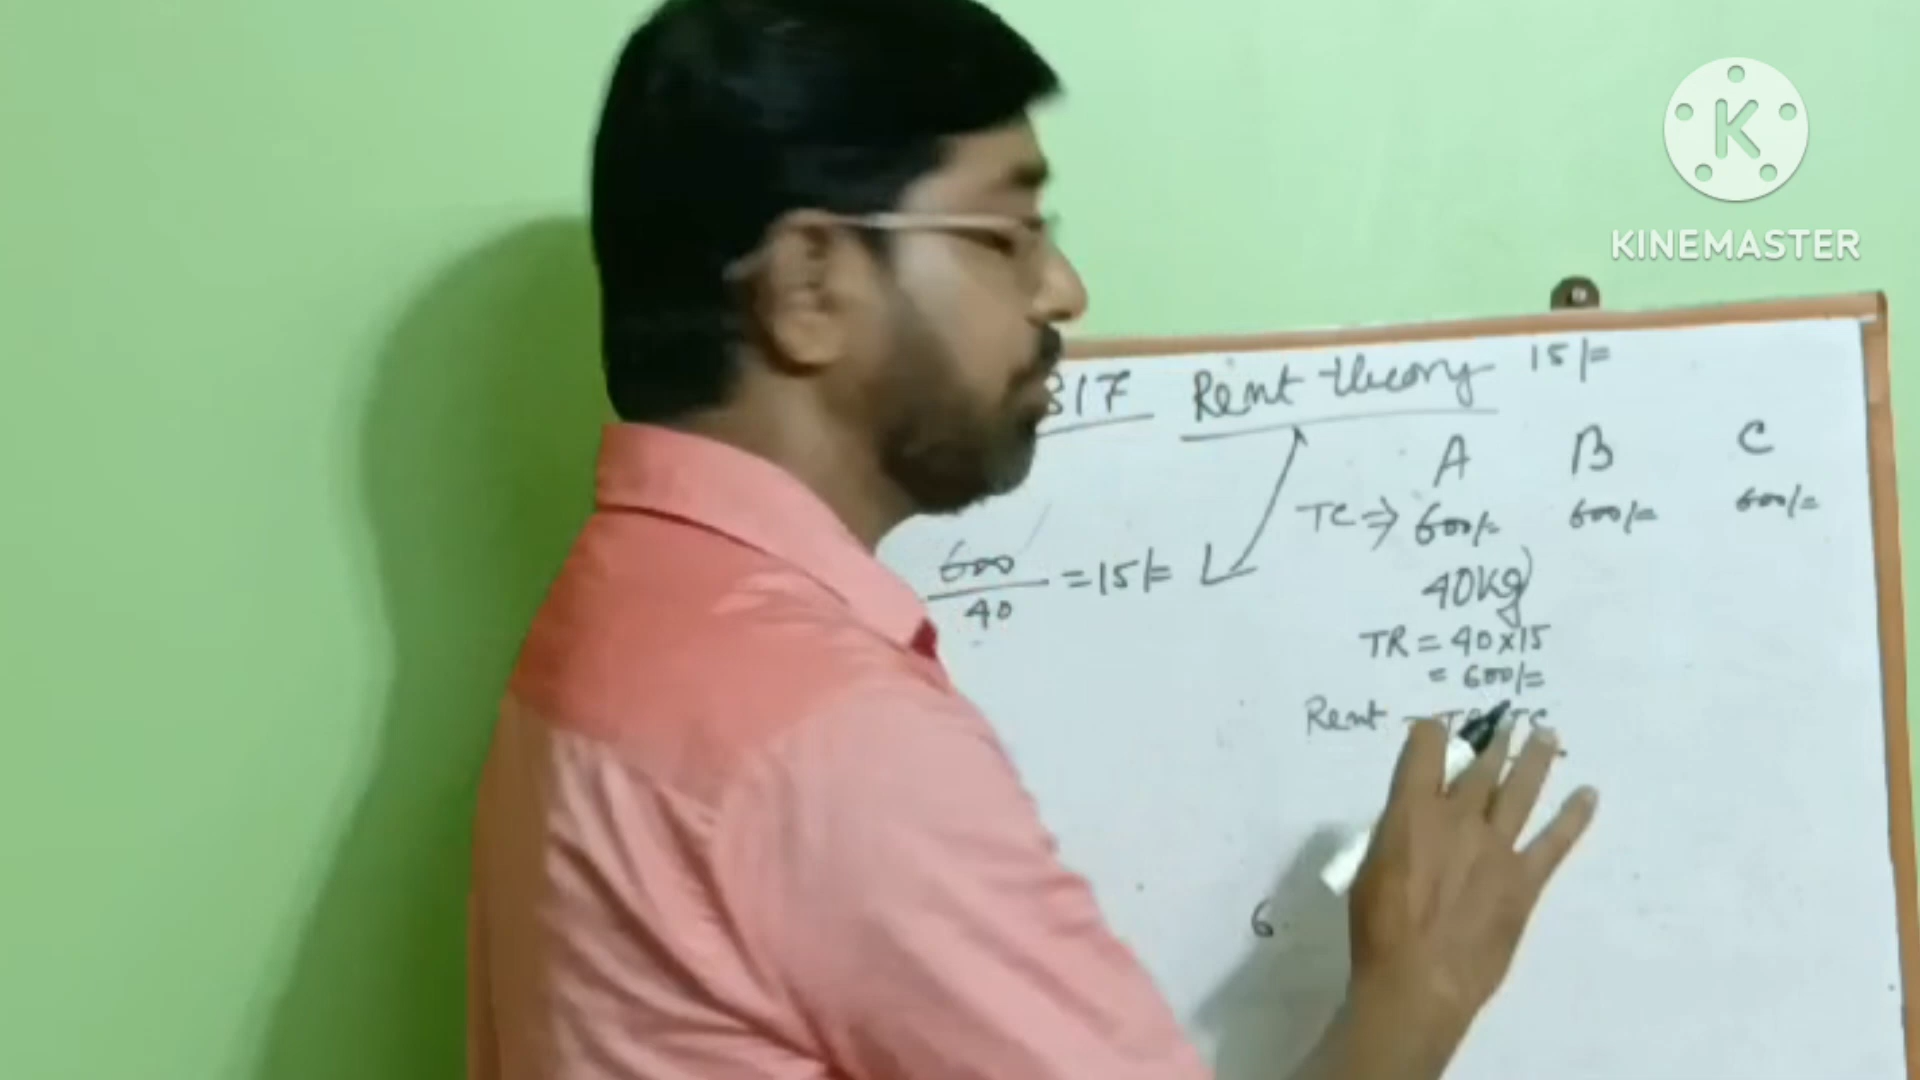 K
KINEMASTER
817 Rent theory 15/=
A B C
TC ⇒ 600/= 600/= 600/=
600
40
=15/=
40kg
TR = 40×15
= 600/=
Rent
6